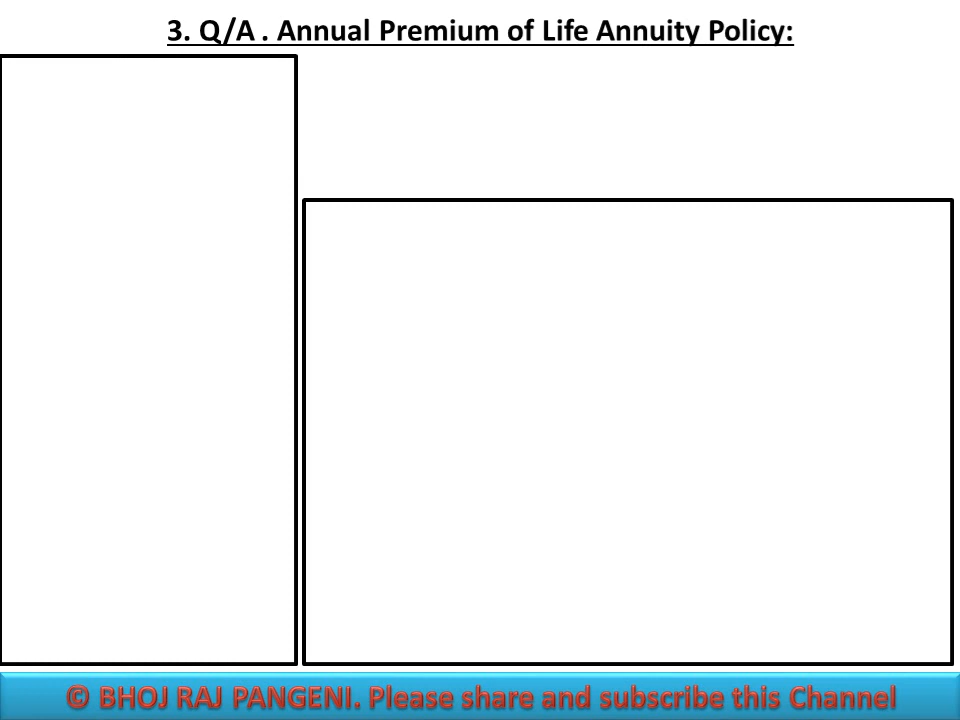 3. Q/A . Annual Premium of Life Annuity Policy:
© BHOJ RAJ PANGENI. Please share and subscribe this Channel